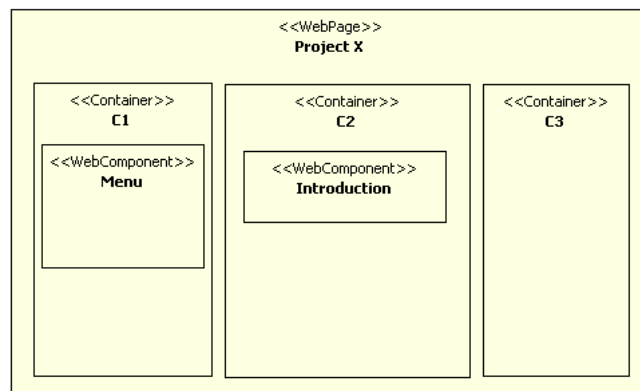 <<WebPage>>
Project X
<<Container>>
C1
<<WebComponent>>
Menu
<<Container>>
C2
<<WebComponent>>
Introduction
<<Container>>
C3